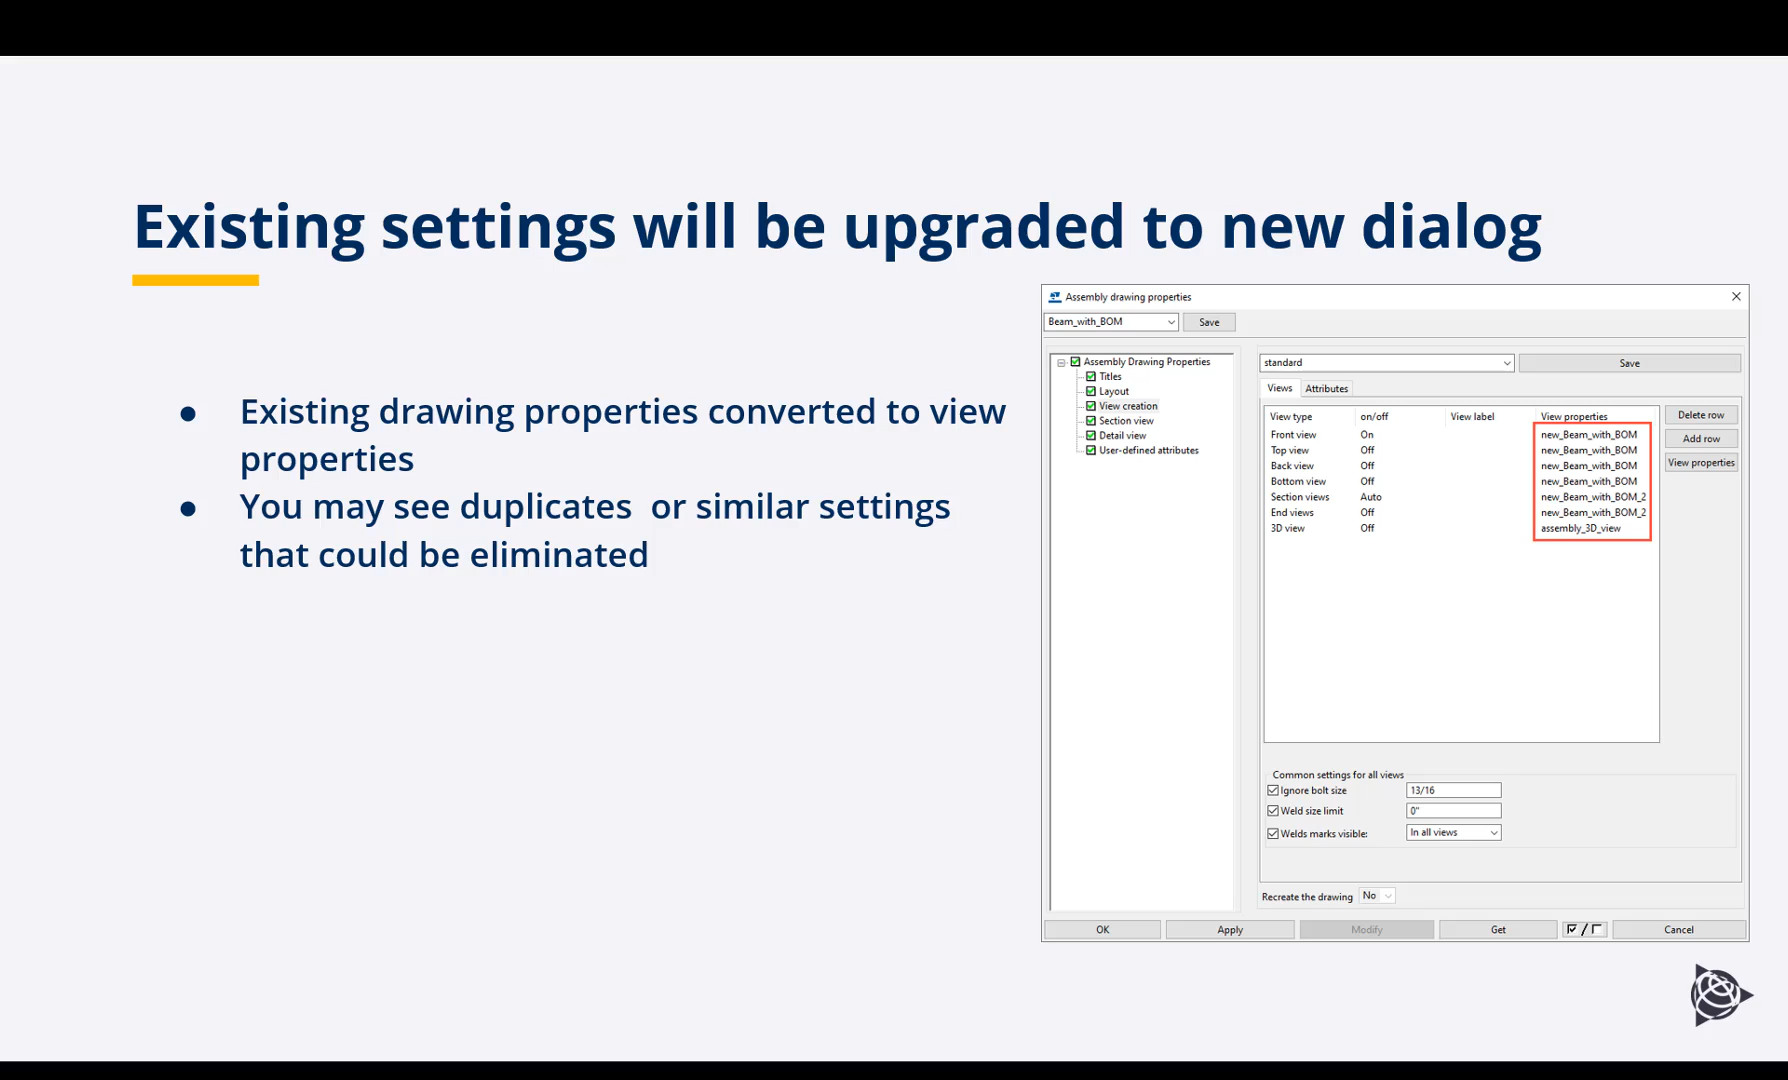 Existing settings will be upgraded to new dialog
● Existing drawing properties converted to view
properties
● You may see duplicates  or similar settings
that could be eliminated
Assembly drawing properties
Beam_with_BOM Save
Assembly Drawing Properties
Titles
Layout
View creation
Section view
Detail view
User-defined attributes
standard Save
Views Attributes
View type on/off View label View properties
Front view On new_Beam_with_BOM
Top view Off new_Beam_with_BOM
Back view Off new_Beam_with_BOM
Bottom view Off new_Beam_with_BOM
Section views Auto new_Beam_with_BOM_2
End views Off new_Beam_with_BOM_2
3D view Off assembly_3D_view
Delete row
Add row
View properties
Common settings for all views
Ignore bolt size 13/16
Weld size limit 0"
Welds marks visible: In all views
Recreate the drawing No
OK Apply Modify Get / Cancel